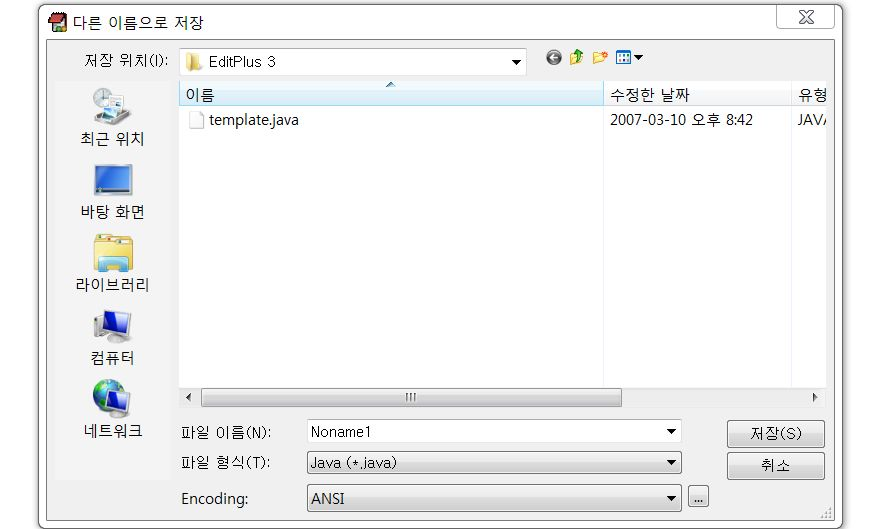 다른 이름으로 저장
저장 위치(I): EditPlus 3
이름 수정한 날짜 유형
template.java 2007-03-10 오후 8:42 JAVA
최근 위치
바탕 화면
라이브러리
컴퓨터
네트워크
파일 이름(N): Noname1 저장(S)
파일 형식(T): Java (*.java) 취소
Encoding: ANSI ...